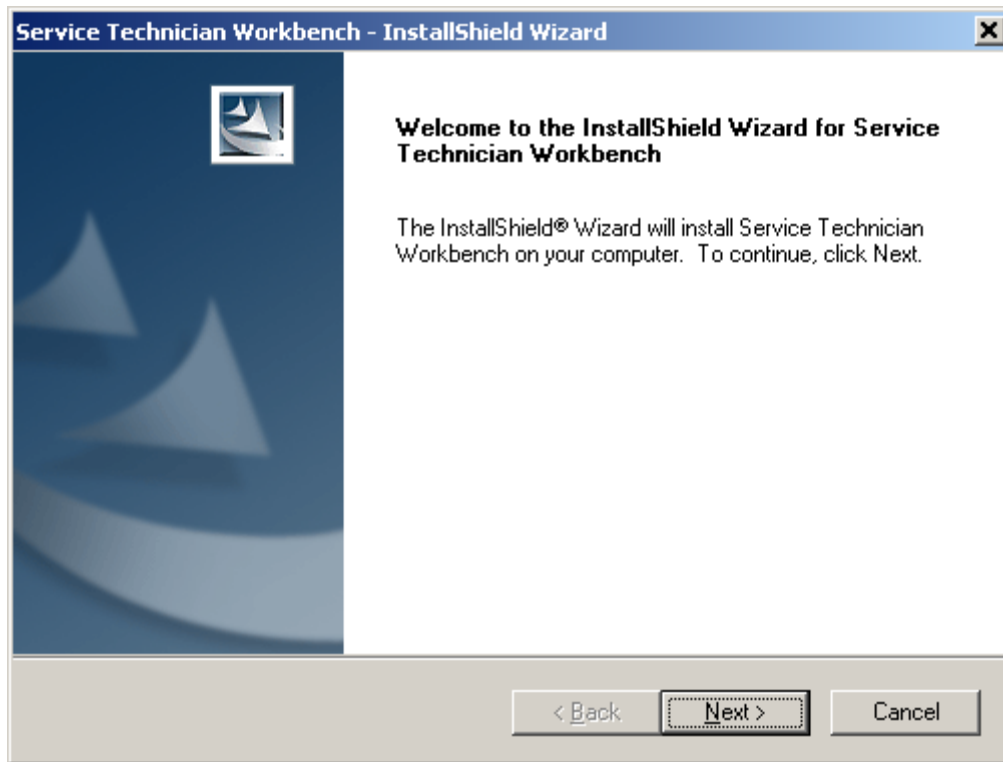 Service Technician Workbench - InstallShield Wizard
Welcome to the InstallShield Wizard for Service
Technician Workbench
The InstallShield® Wizard will install Service Technician
Workbench on your computer.  To continue, click Next.
< Back
Next >
Cancel